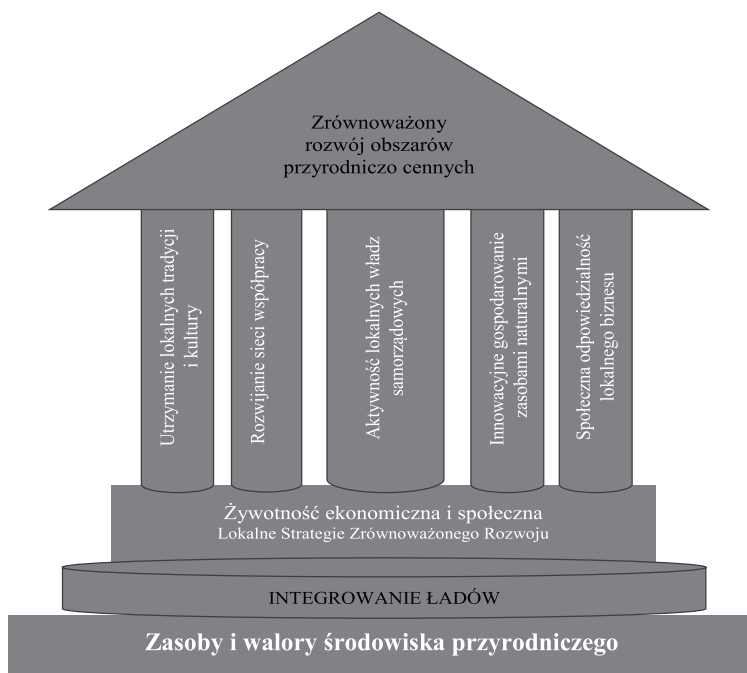 Zrównoważony
rozwój obszarów
przyrodniczo cennych
Utrzymanie lokalnych tradycji
i kultury
Rozwijanie sieci współpracy
Aktywność lokalnych władz
samorządowych
Innowacyjne gospodarowanie
zasobami naturalnymi
Społeczna odpowiedzialność
lokalnego biznesu
Żywotność ekonomiczna i społeczna
Lokalne Strategie Zrównoważonego Rozwoju
INTEGROWANIE ŁADÓW
Zasoby i walory środowiska przyrodniczego